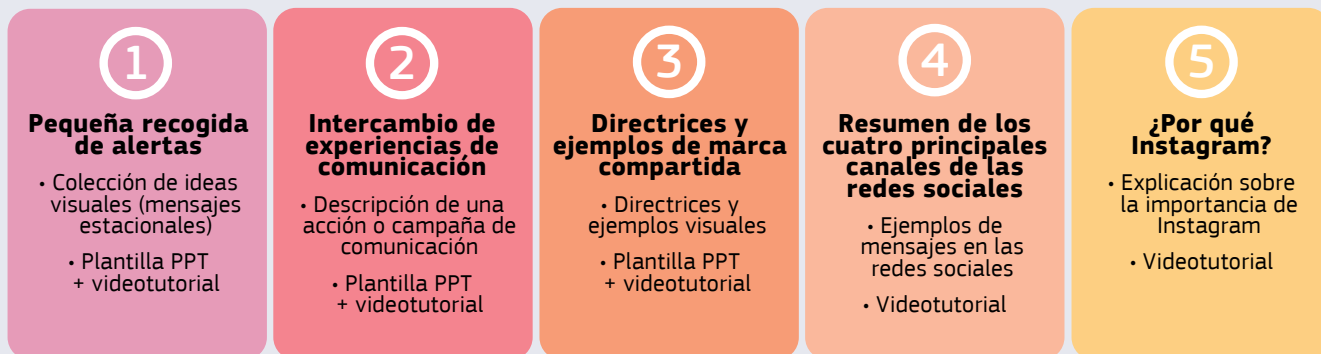 1
Pequeña recogida
de alertas
• Colección de ideas
visuales (mensajes
estacionales)
• Plantilla PPT
+ videotutorial
2
Intercambio de
experiencias de
comunicación
• Descripción de una
acción o campaña de
comunicación
• Plantilla PPT
+ videotutorial
3
Directrices y
ejemplos de marca
compartida
• Directrices y
ejemplos visuales
• Plantilla PPT
+ videotutorial
4
Resumen de los
cuatro principales
canales de las
redes sociales
• Ejemplos de
mensajes en las
redes sociales
• Videotutorial
5
¿Por qué
Instagram?
• Explicación sobre
la importancia de
Instagram
• Videotutorial